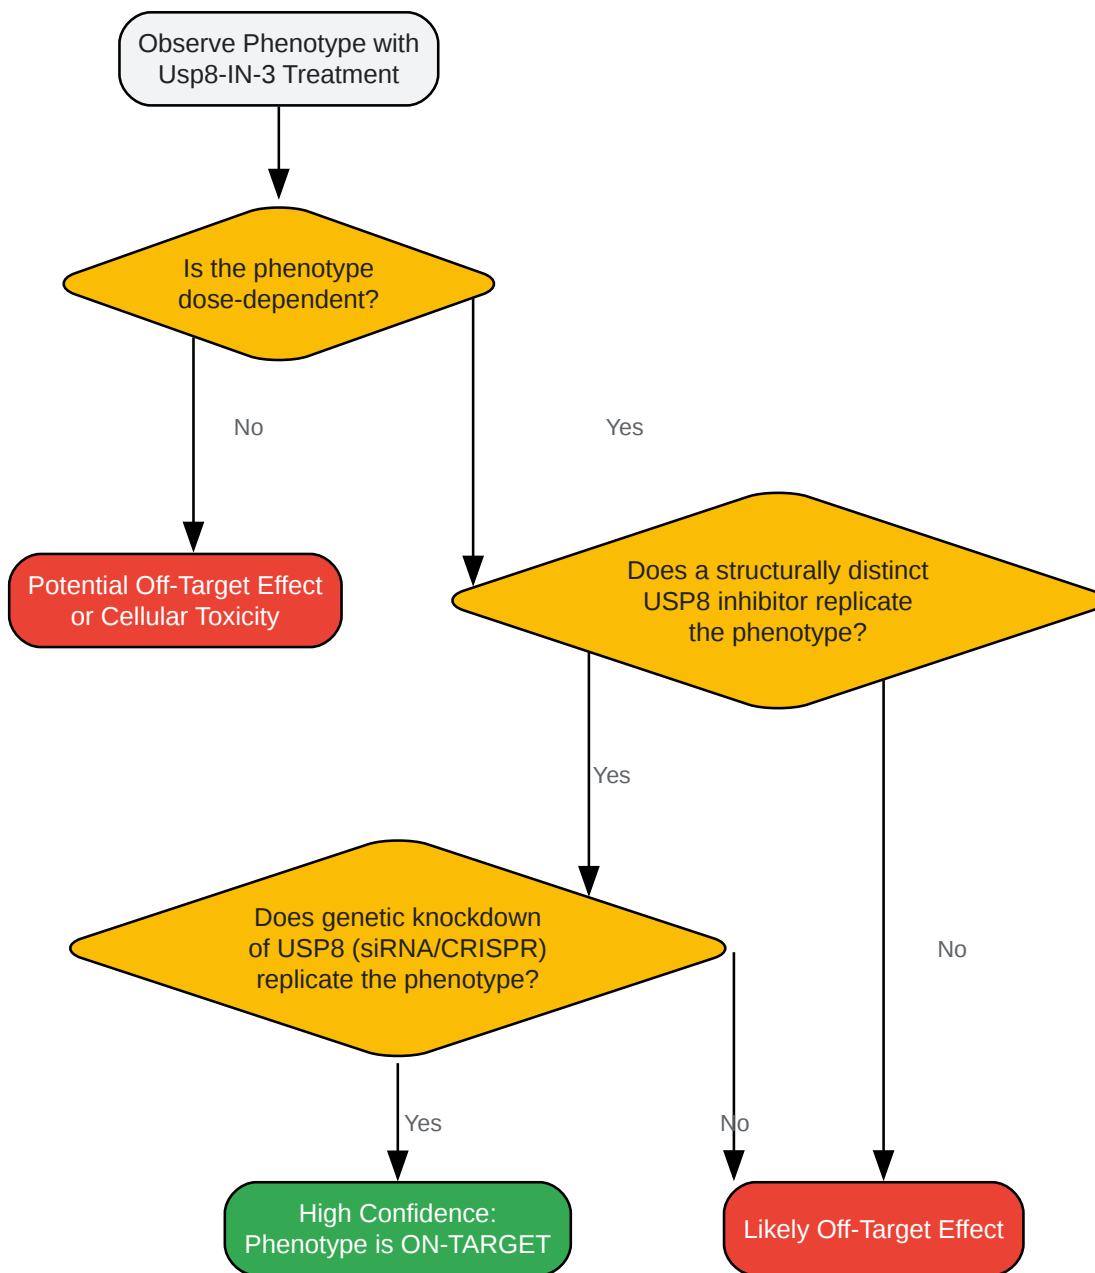 Observe Phenotype with
Usp8-IN-3 Treatment
Is the phenotype
dose-dependent?
No
Yes
Potential Off-Target Effect
or Cellular Toxicity
Does a structurally distinct
USP8 inhibitor replicate
the phenotype?
Yes
No
Does genetic knockdown
of USP8 (siRNA/CRISPR)
replicate the phenotype?
Yes
No
High Confidence:
Phenotype is ON-TARGET
Likely Off-Target Effect